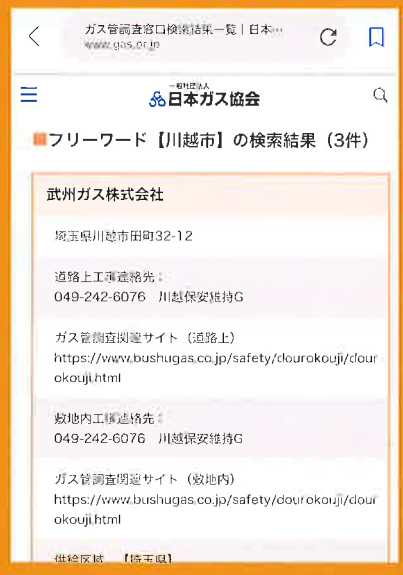 ガス管調査窓口検索結果一覧 | 日本…
www.gas.or.jp
一般社団法人
日本ガス協会
フリーワード【川越市】の検索結果（3件）
武州ガス株式会社
埼玉県川越市田町32-12
道路上工事連絡先：
049-242-6076 川越保安維持G
ガス管調査関連サイト（道路上）
https://www.bushugas.co.jp/safety/dourokouji/dour
okouji.html
敷地内工事連絡先：
049-242-6076 川越保安維持G
ガス管調査関連サイト（敷地内）
https://www.bushugas.co.jp/safety/dourokouji/dour
okouji.html
供給区域 【埼玉県】